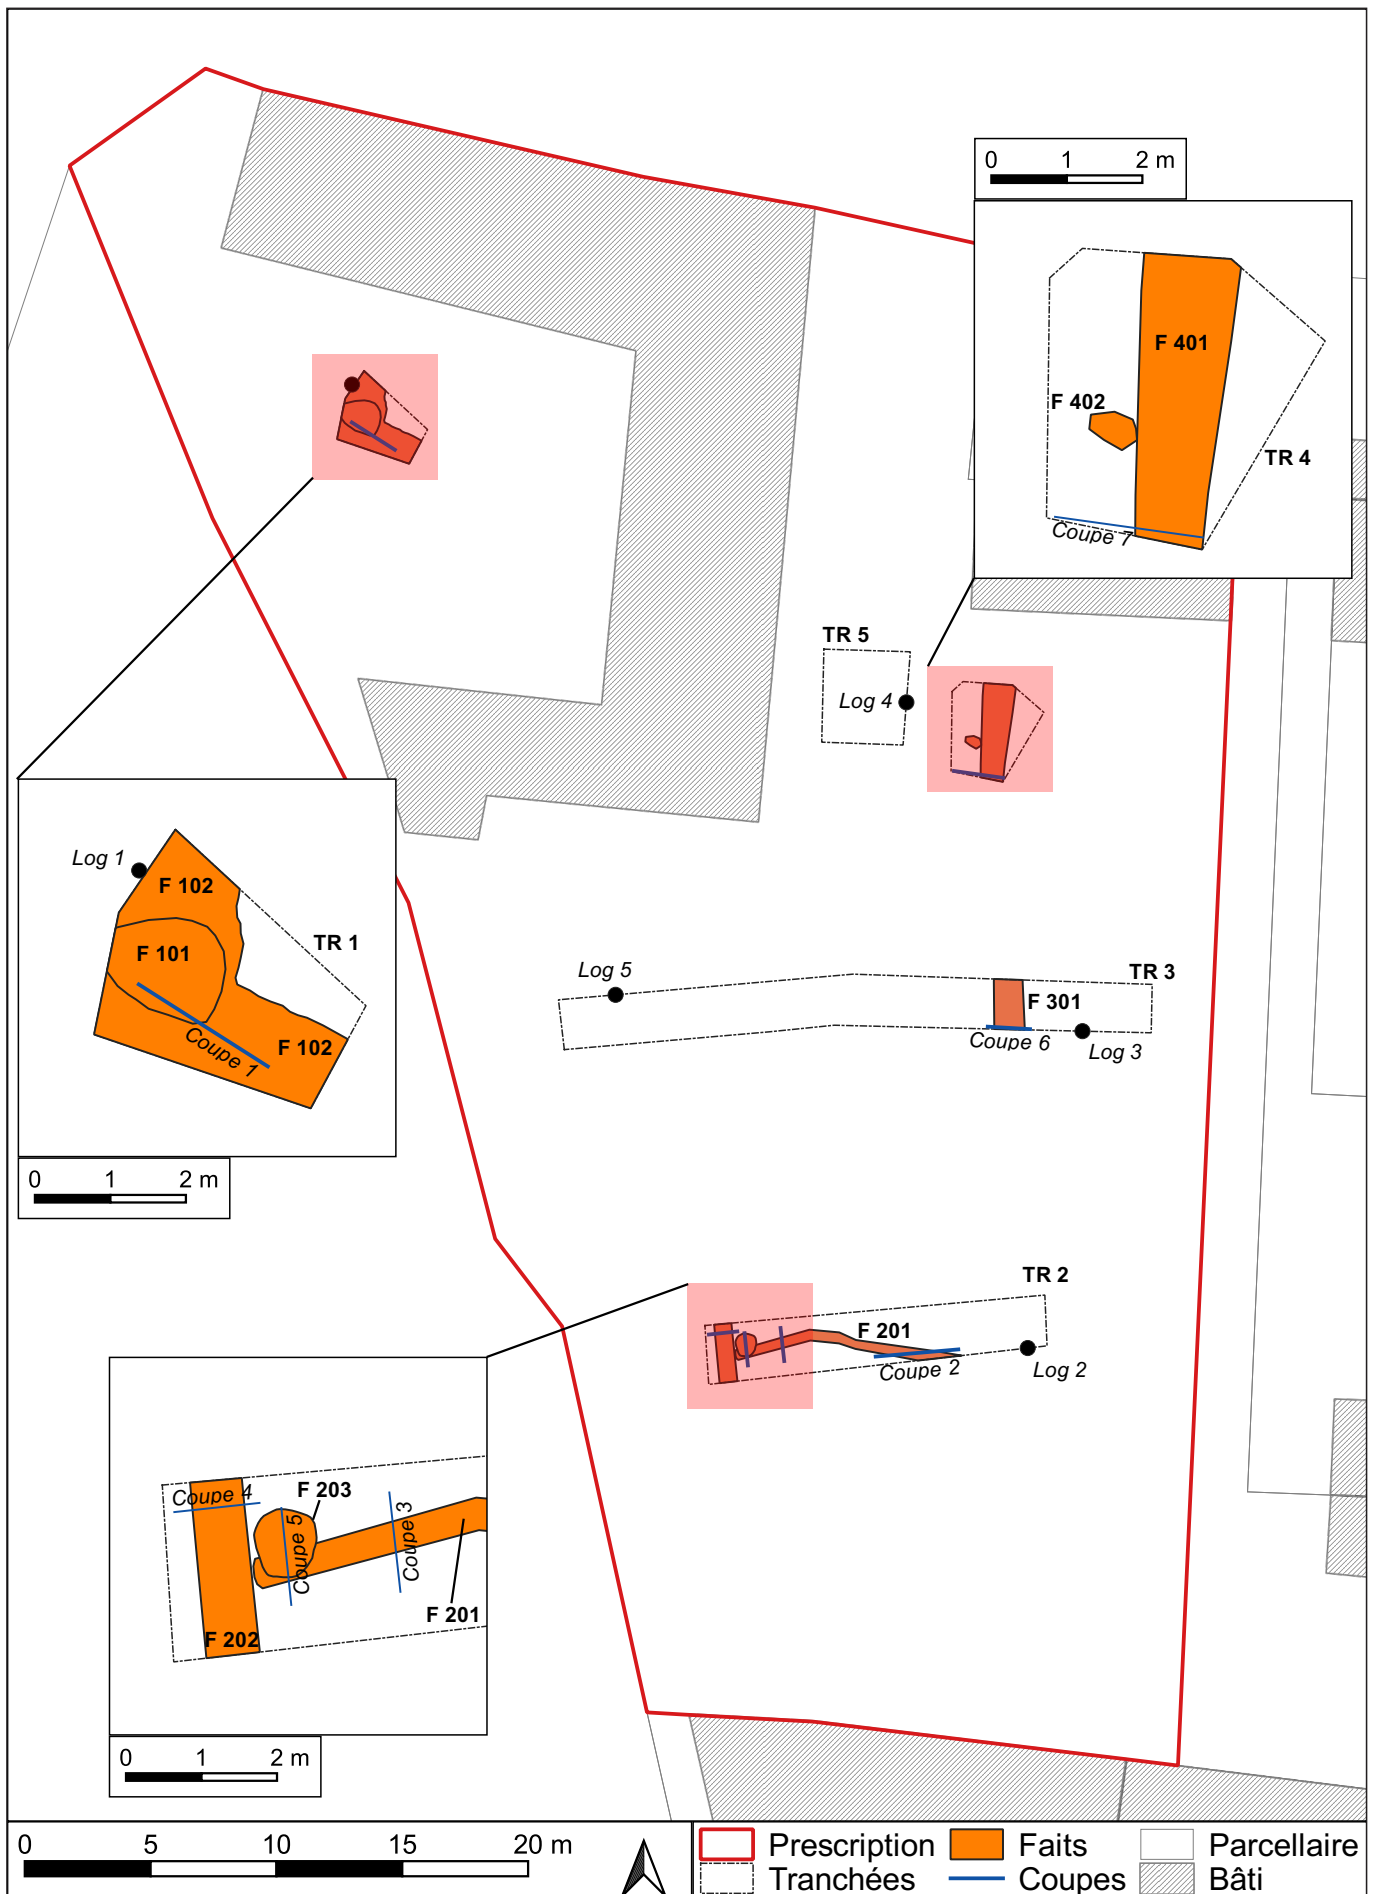 0 1 2 m
F 401
F 402
TR 4
Coupe 7
TR 5
Log 4
Log 1
F 102
F 101
TR 1
Coupe 1
F 102
0 1 2 m
Log 5
TR 3
F 301
Coupe 6
Log 3
TR 2
F 201
Coupe 2
Log 2
Coupe 4
F 203
Coupe 5
Coupe 3
F 201
F 202
0 1 2 m
0 5 10 15 20 m
Prescription
Faits
Parcellaire
Tranchées
Coupes
Bâti